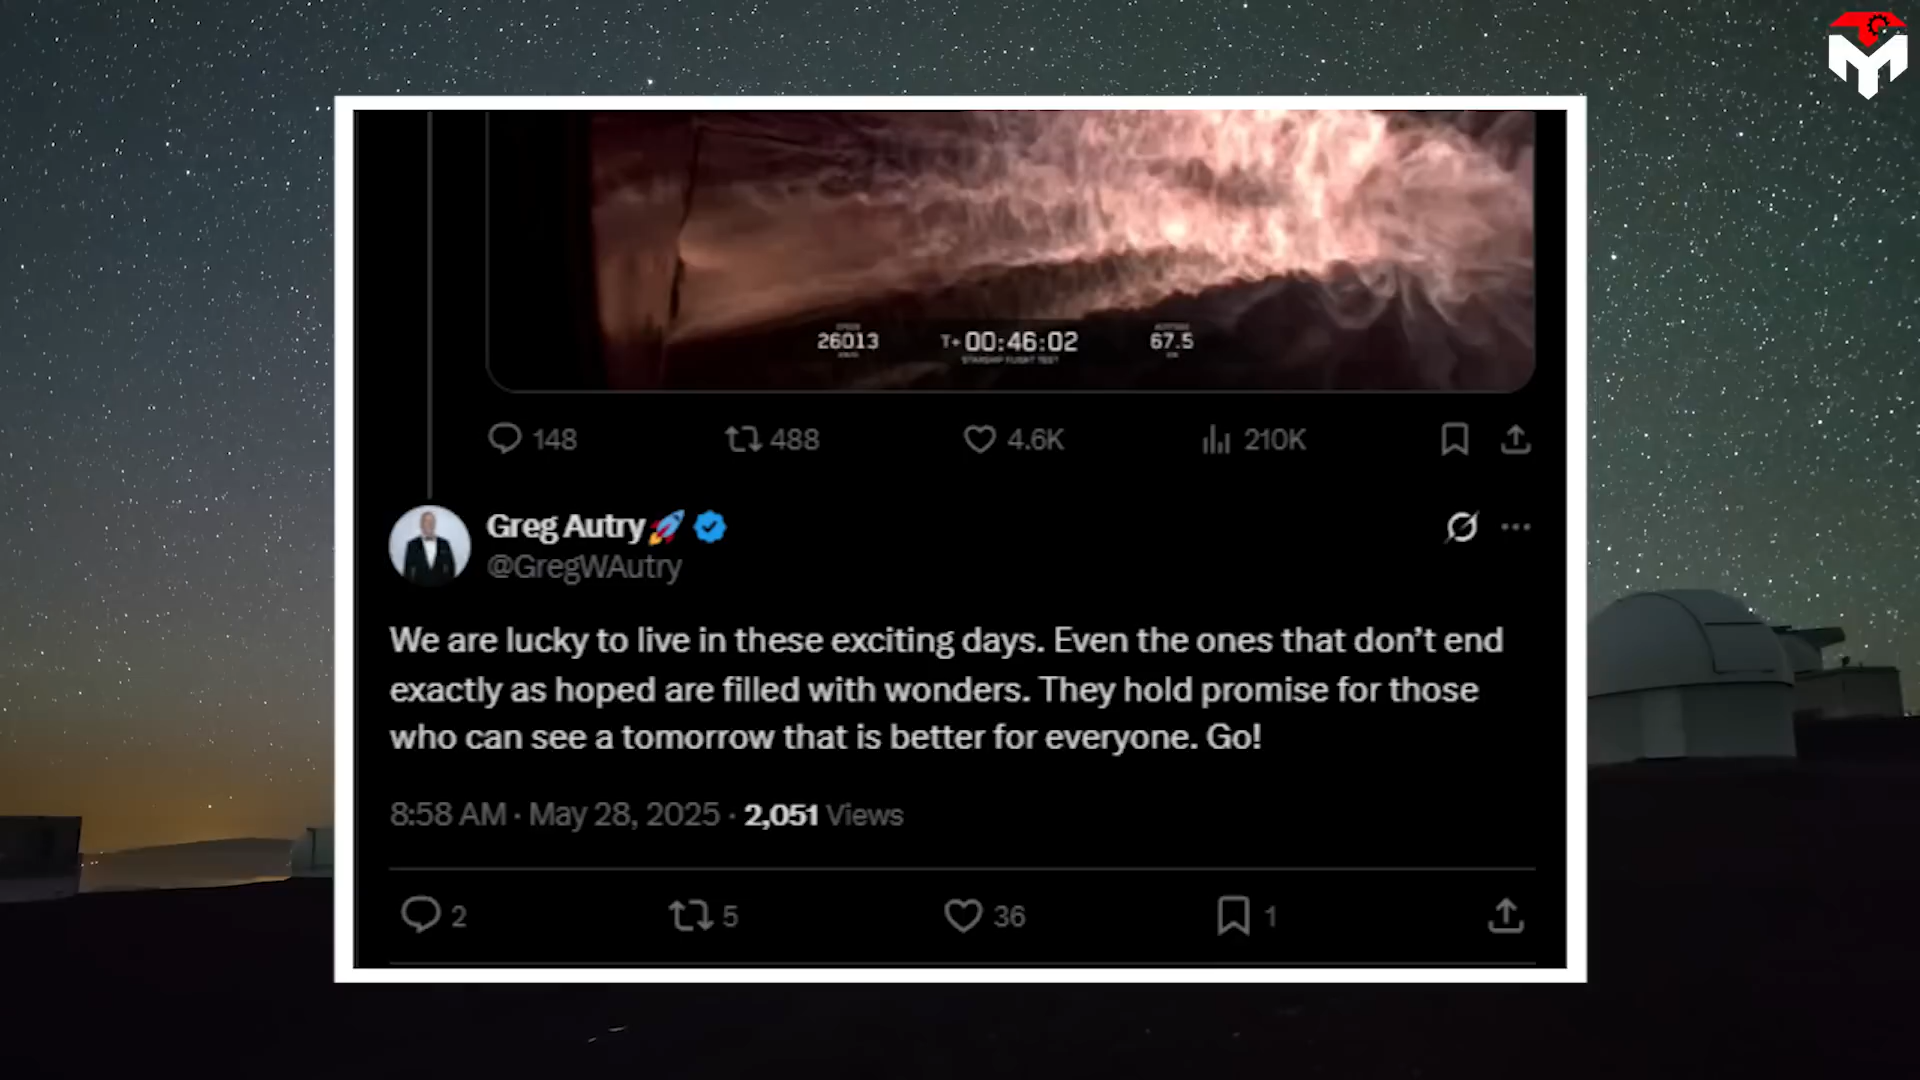 26013 T+00:46:02 67.5
STARSHIP FLIGHT TEST
148 488 4.6K 210K
Greg Autry🚀
@GregWAutry
We are lucky to live in these exciting days. Even the ones that don’t end
exactly as hoped are filled with wonders. They hold promise for those
who can see a tomorrow that is better for everyone. Go!
8:58 AM · May 28, 2025 · 2,051 Views
2 5 36 1